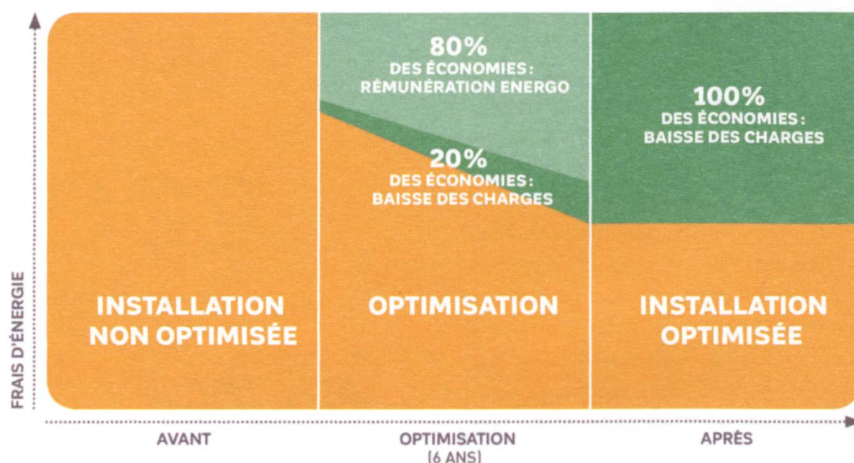 80%
DES ÉCONOMIES :
RÉMUNÉRATION ENERGO
100%
DES ÉCONOMIES :
BAISSE DES CHARGES
20%
DES ÉCONOMIES :
BAISSE DES CHARGES
INSTALLATION
NON OPTIMISÉE
OPTIMISATION
INSTALLATION
OPTIMISÉE
FRAIS D'ÉNERGIE
AVANT
OPTIMISATION
(6 ANS)
APRÈS